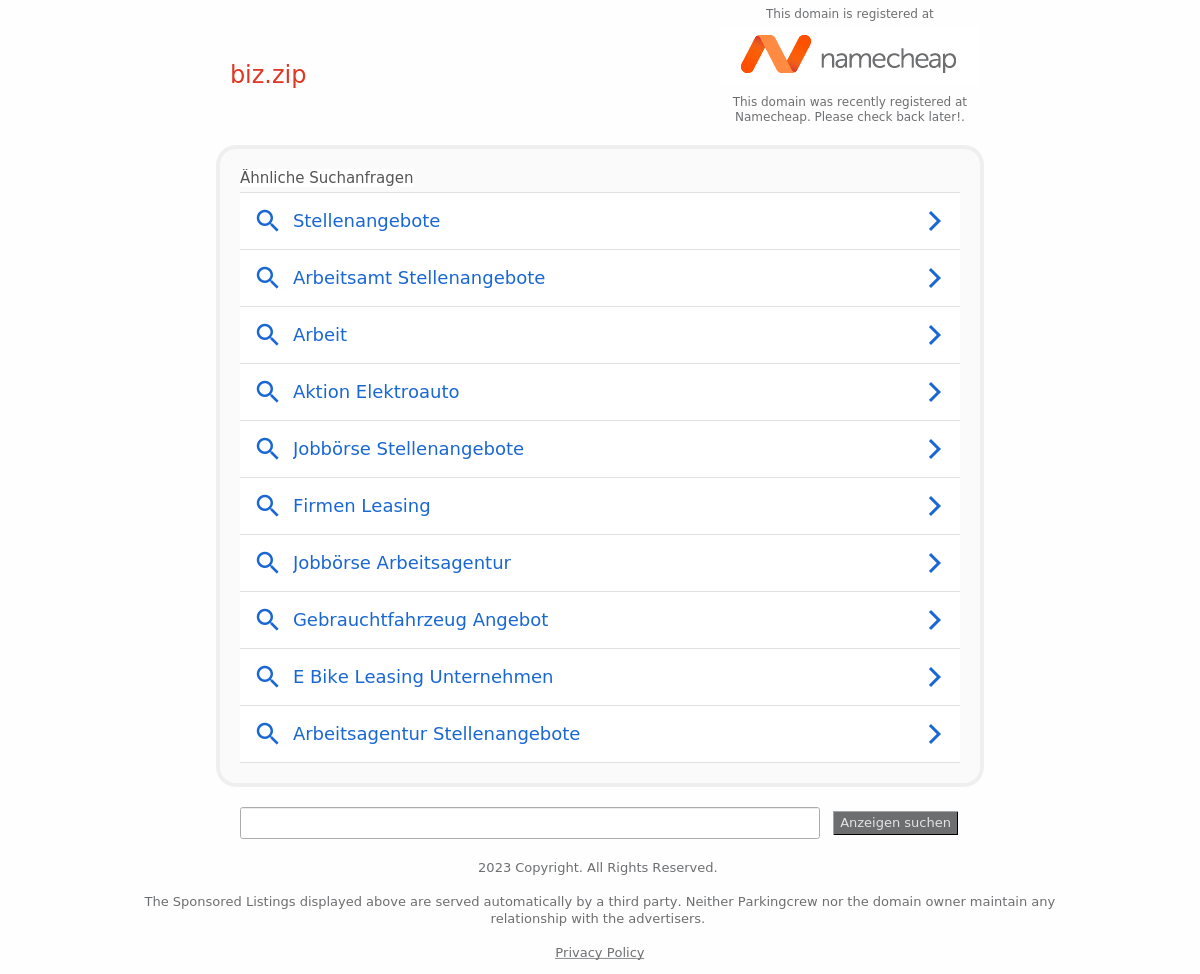 This domain is registered at
namecheap
biz.zip
This domain was recently registered at
Namecheap. Please check back later!.
Ähnliche Suchanfragen
Stellenangebote
Arbeitsamt Stellenangebote
Arbeit
Aktion Elektroauto
Jobbörse Stellenangebote
Firmen Leasing
Jobbörse Arbeitsagentur
Gebrauchtfahrzeug Angebot
E Bike Leasing Unternehmen
Arbeitsagentur Stellenangebote
Anzeigen suchen
2023 Copyright. All Rights Reserved.
The Sponsored Listings displayed above are served automatically by a third party. Neither Parkingcrew nor the domain owner maintain any
relationship with the advertisers.
Privacy Policy